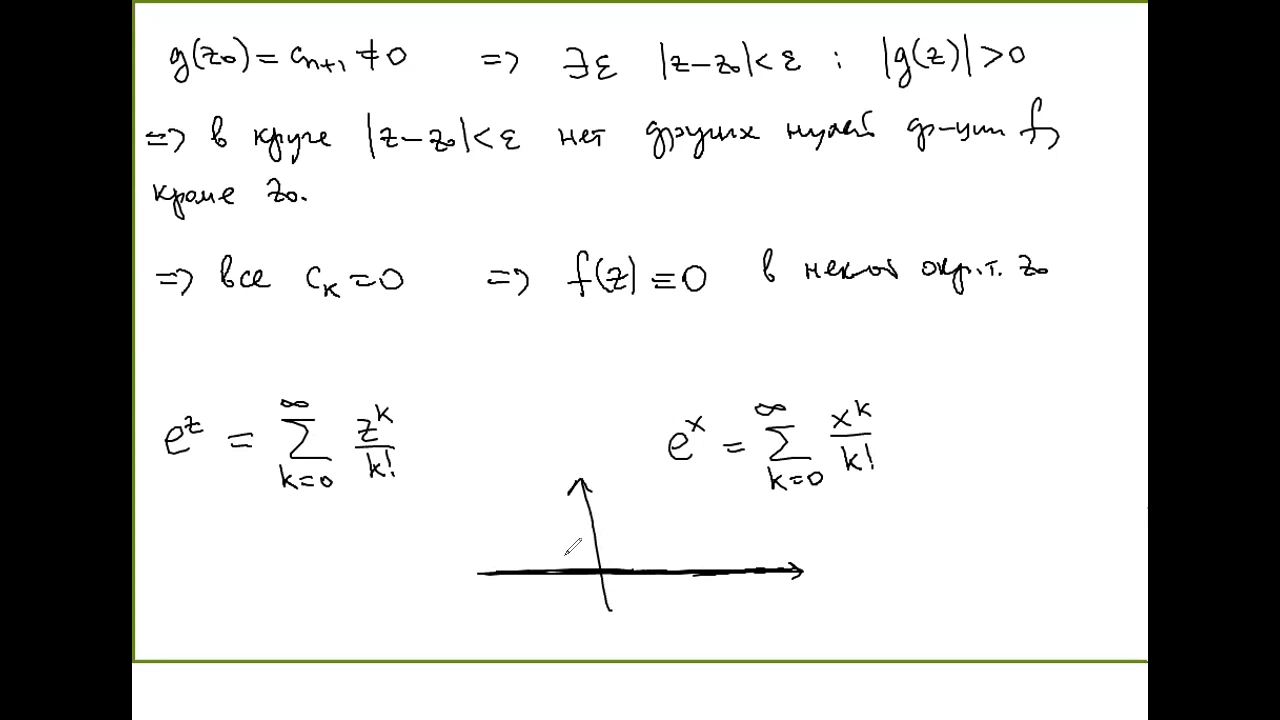 g(z₀) = cₙ₊₁ ≠ 0 ⇒ ∃ε |z−z₀| < ε : |g(z)| > 0
⇒ в круге |z−z₀| < ε нет других нулей ф-ции f,
кроме z₀.
⇒ все cₖ = 0 ⇒ f(z) ≡ 0 в некой окр. т. z₀
e^z = ∑_{k=0}^{∞} z^k/k! e^x = ∑_{k=0}^{∞} x^k/k!